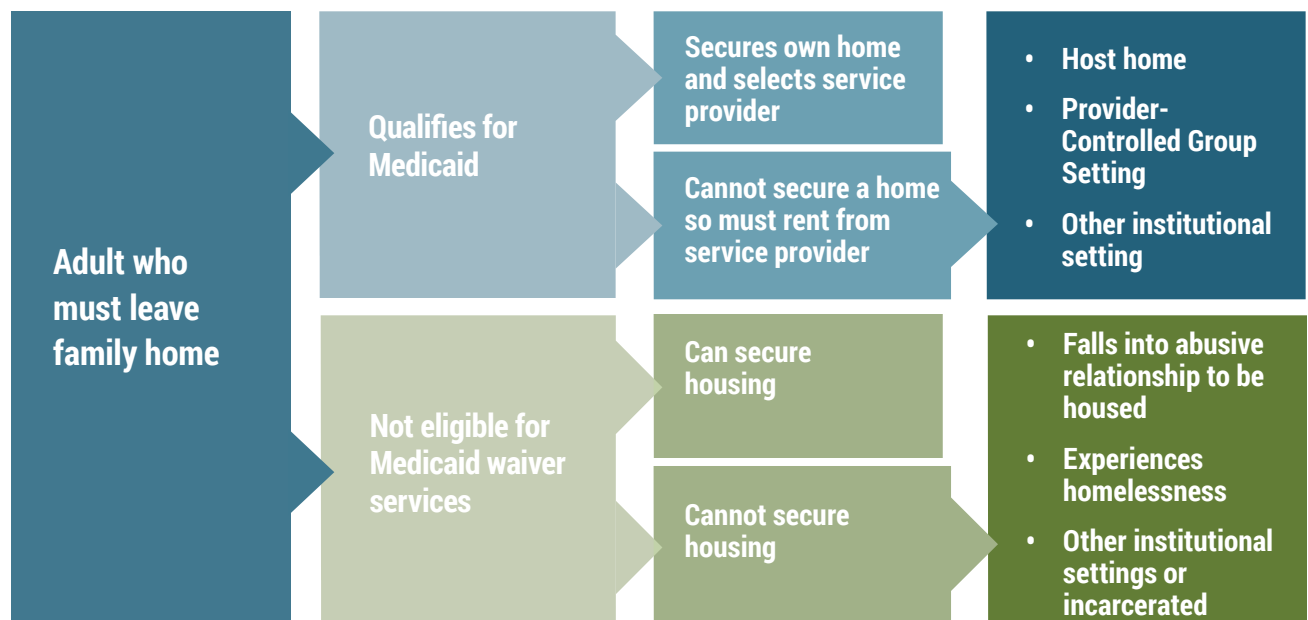 Adult who
must leave
family home
Qualifies for
Medicaid
Secures own home
and selects service
provider
Cannot secure a home
so must rent from
service provider
• Host home
• Provider-
Controlled Group
Setting
• Other institutional
setting
Not eligible for
Medicaid waiver
services
Can secure
housing
Cannot secure
housing
• Falls into abusive
relationship to be
housed
• Experiences
homelessness
• Other institutional
settings or
incarcerated